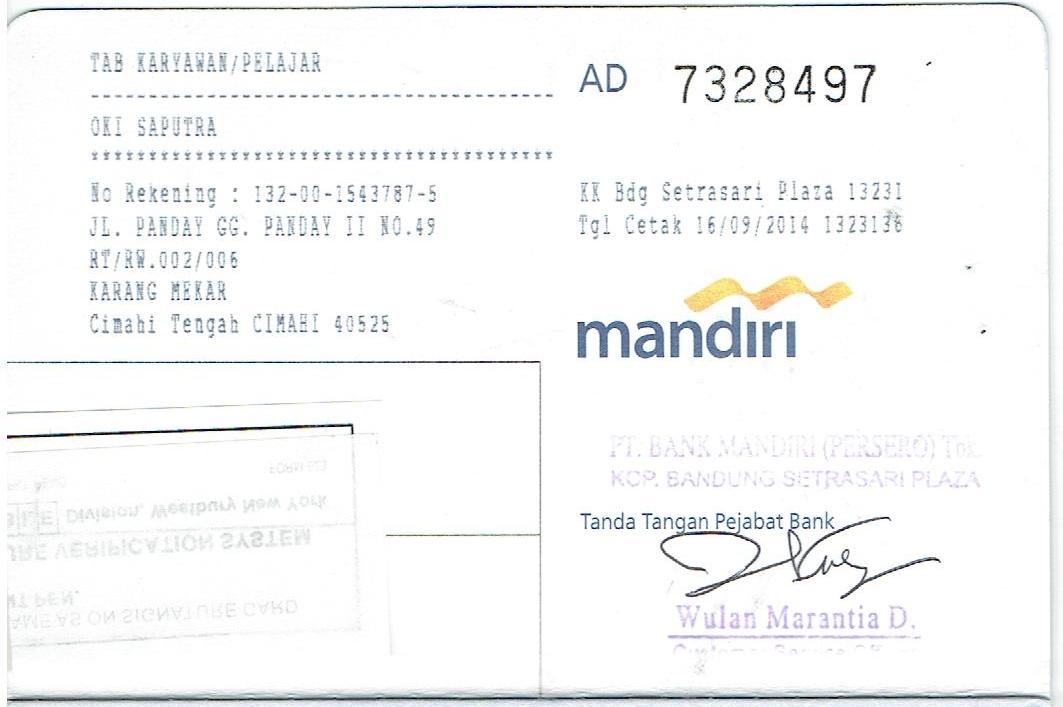 TAB KARYAWAN/PELAJAR
OKI SAPUTRA
No Rekening : 132-00-1543787-5
JL. PANDAY GG. PANDAY II NO.49
RT/RW.002/006
KARANG MEKAR
Cimahi Tengah CIMAHI 40525
AD 7328497
KK Bdg Setrasari Plaza 13231
Tgl Cetak 16/09/2014 1323136
mandiri
PT. BANK MANDIRI (PERSERO) Tbk.
KCP. BANDUNG SETRASARI PLAZA
Tanda Tangan Pejabat Bank
Wulan Marantia D.
Customer Service
FORM 
Division, Westbury New York
URE VERIFICATION SYSTEM
NT PEN.
AME AS ON SIGNATURE CARD